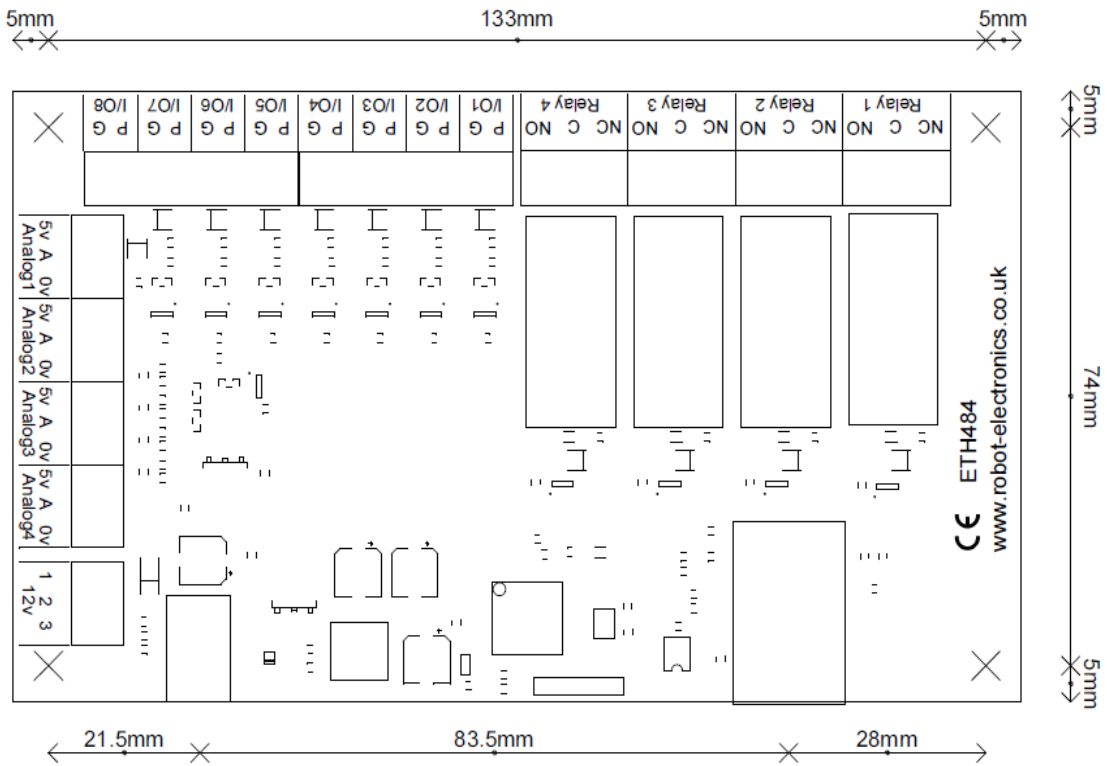 5mm 133mm 5mm
I/O8 I/O7 I/O6 I/O5 I/O4 I/O3 I/O2 I/O1 Relay 4 Relay 3 Relay 2 Relay 1
P G P G P G P G P G P G P G P G NO C NC NO C NC NO C NC NO C NC
5mm
5v A 0v
Analog1
5v A 0v
Analog2
5v A 0v
Analog3
5v A 0v
Analog4
1 2 3
12v
CE ETH484
www.robot-electronics.co.uk
74mm
5mm
21.5mm 83.5mm 28mm